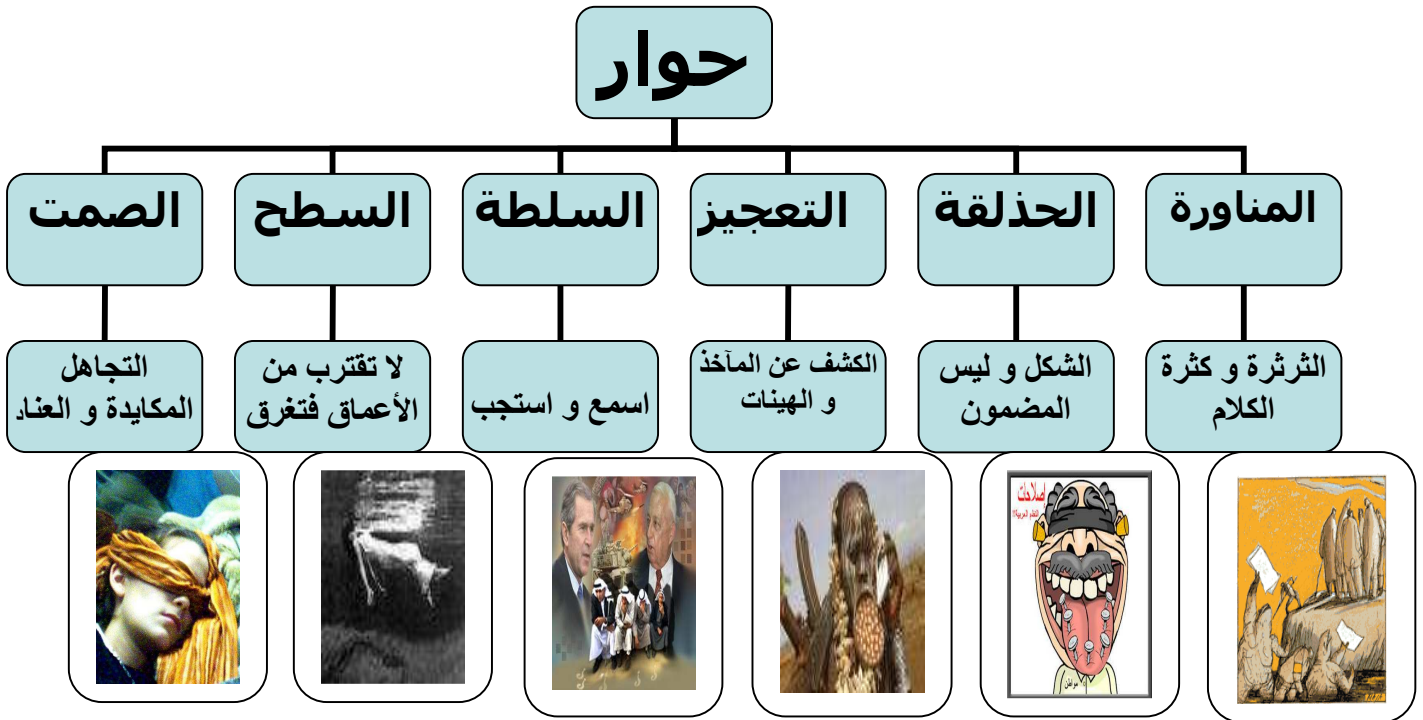 حوار
المناورة
الحذلقة
التعجيز
السلطة
السطح
الصمت
الثرثرة و كثرة
الكلام
الشكل و ليس
المضمون
الكشف عن المآخذ
و الهينات
اسمع و استجب
لا تقترب من
الأعماق فتغرق
التجاهل
المكايدة و العناد
اصلاحات
مواطن